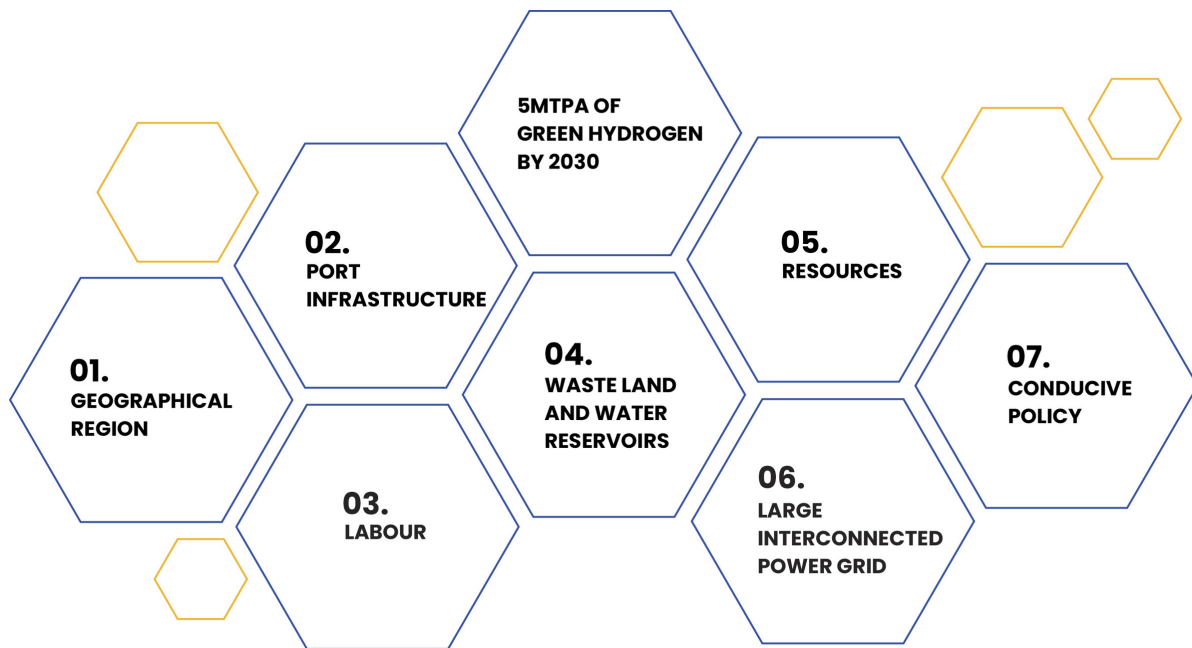 5MTPA OF
GREEN HYDROGEN
BY 2030
01.
GEOGRAPHICAL
REGION
02.
PORT
INFRASTRUCTURE
03.
LABOUR
04.
WASTE LAND
AND WATER
RESERVOIRS
05.
RESOURCES
06.
LARGE
INTERCONNECTED
POWER GRID
07.
CONDUCIVE
POLICY